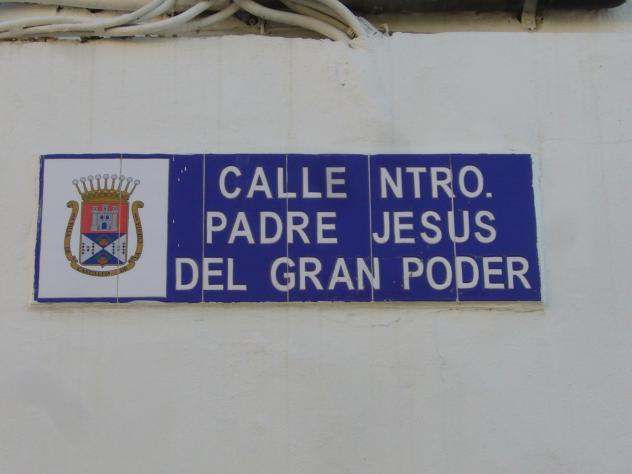 CALLE NTRO.
PADRE JESUS
DEL GRAN PODER